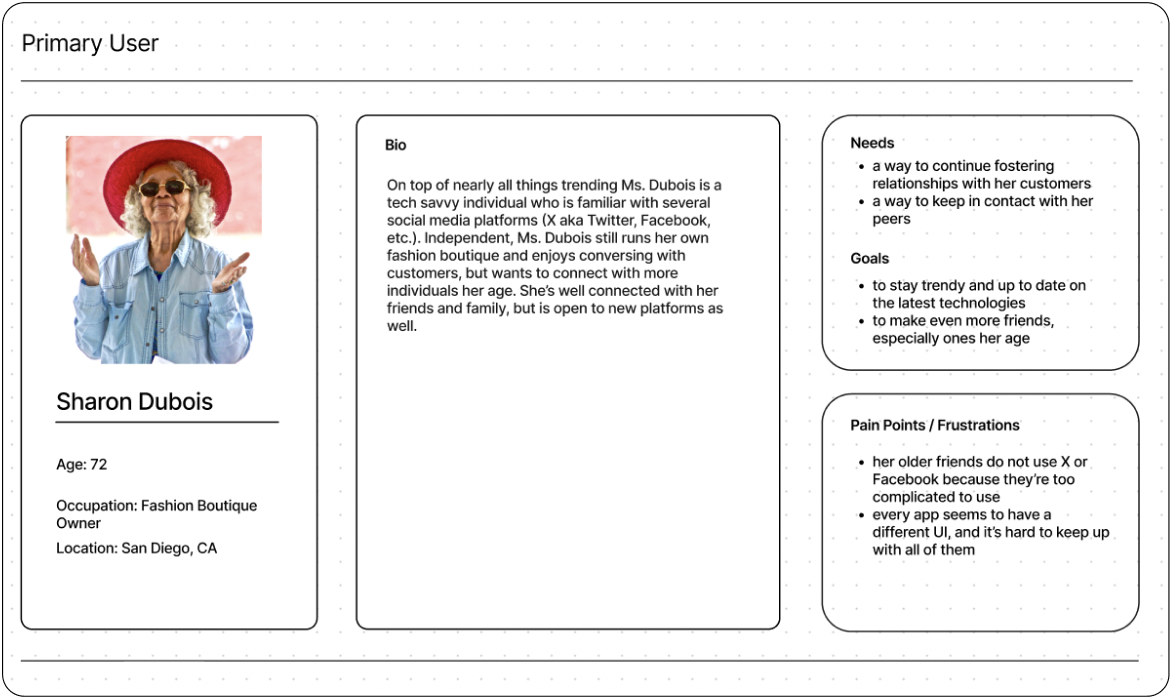 Primary User
Sharon Dubois
Age: 72
Occupation: Fashion Boutique
Owner
Location: San Diego, CA
Bio
On top of nearly all things trending Ms. Dubois is a
tech savvy individual who is familiar with several
social media platforms (X aka Twitter, Facebook,
etc.). Independent, Ms. Dubois still runs her own
fashion boutique and enjoys conversing with
customers, but wants to connect with more
individuals her age. She’s well connected with her
friends and family, but is open to new platforms as
well.
Needs
• a way to continue fostering
relationships with her customers
• a way to keep in contact with her
peers
Goals
• to stay trendy and up to date on
the latest technologies
• to make even more friends,
especially ones her age
Pain Points / Frustrations
• her older friends do not use X or
Facebook because they’re too
complicated to use
• every app seems to have a
different UI, and it’s hard to keep up
with all of them